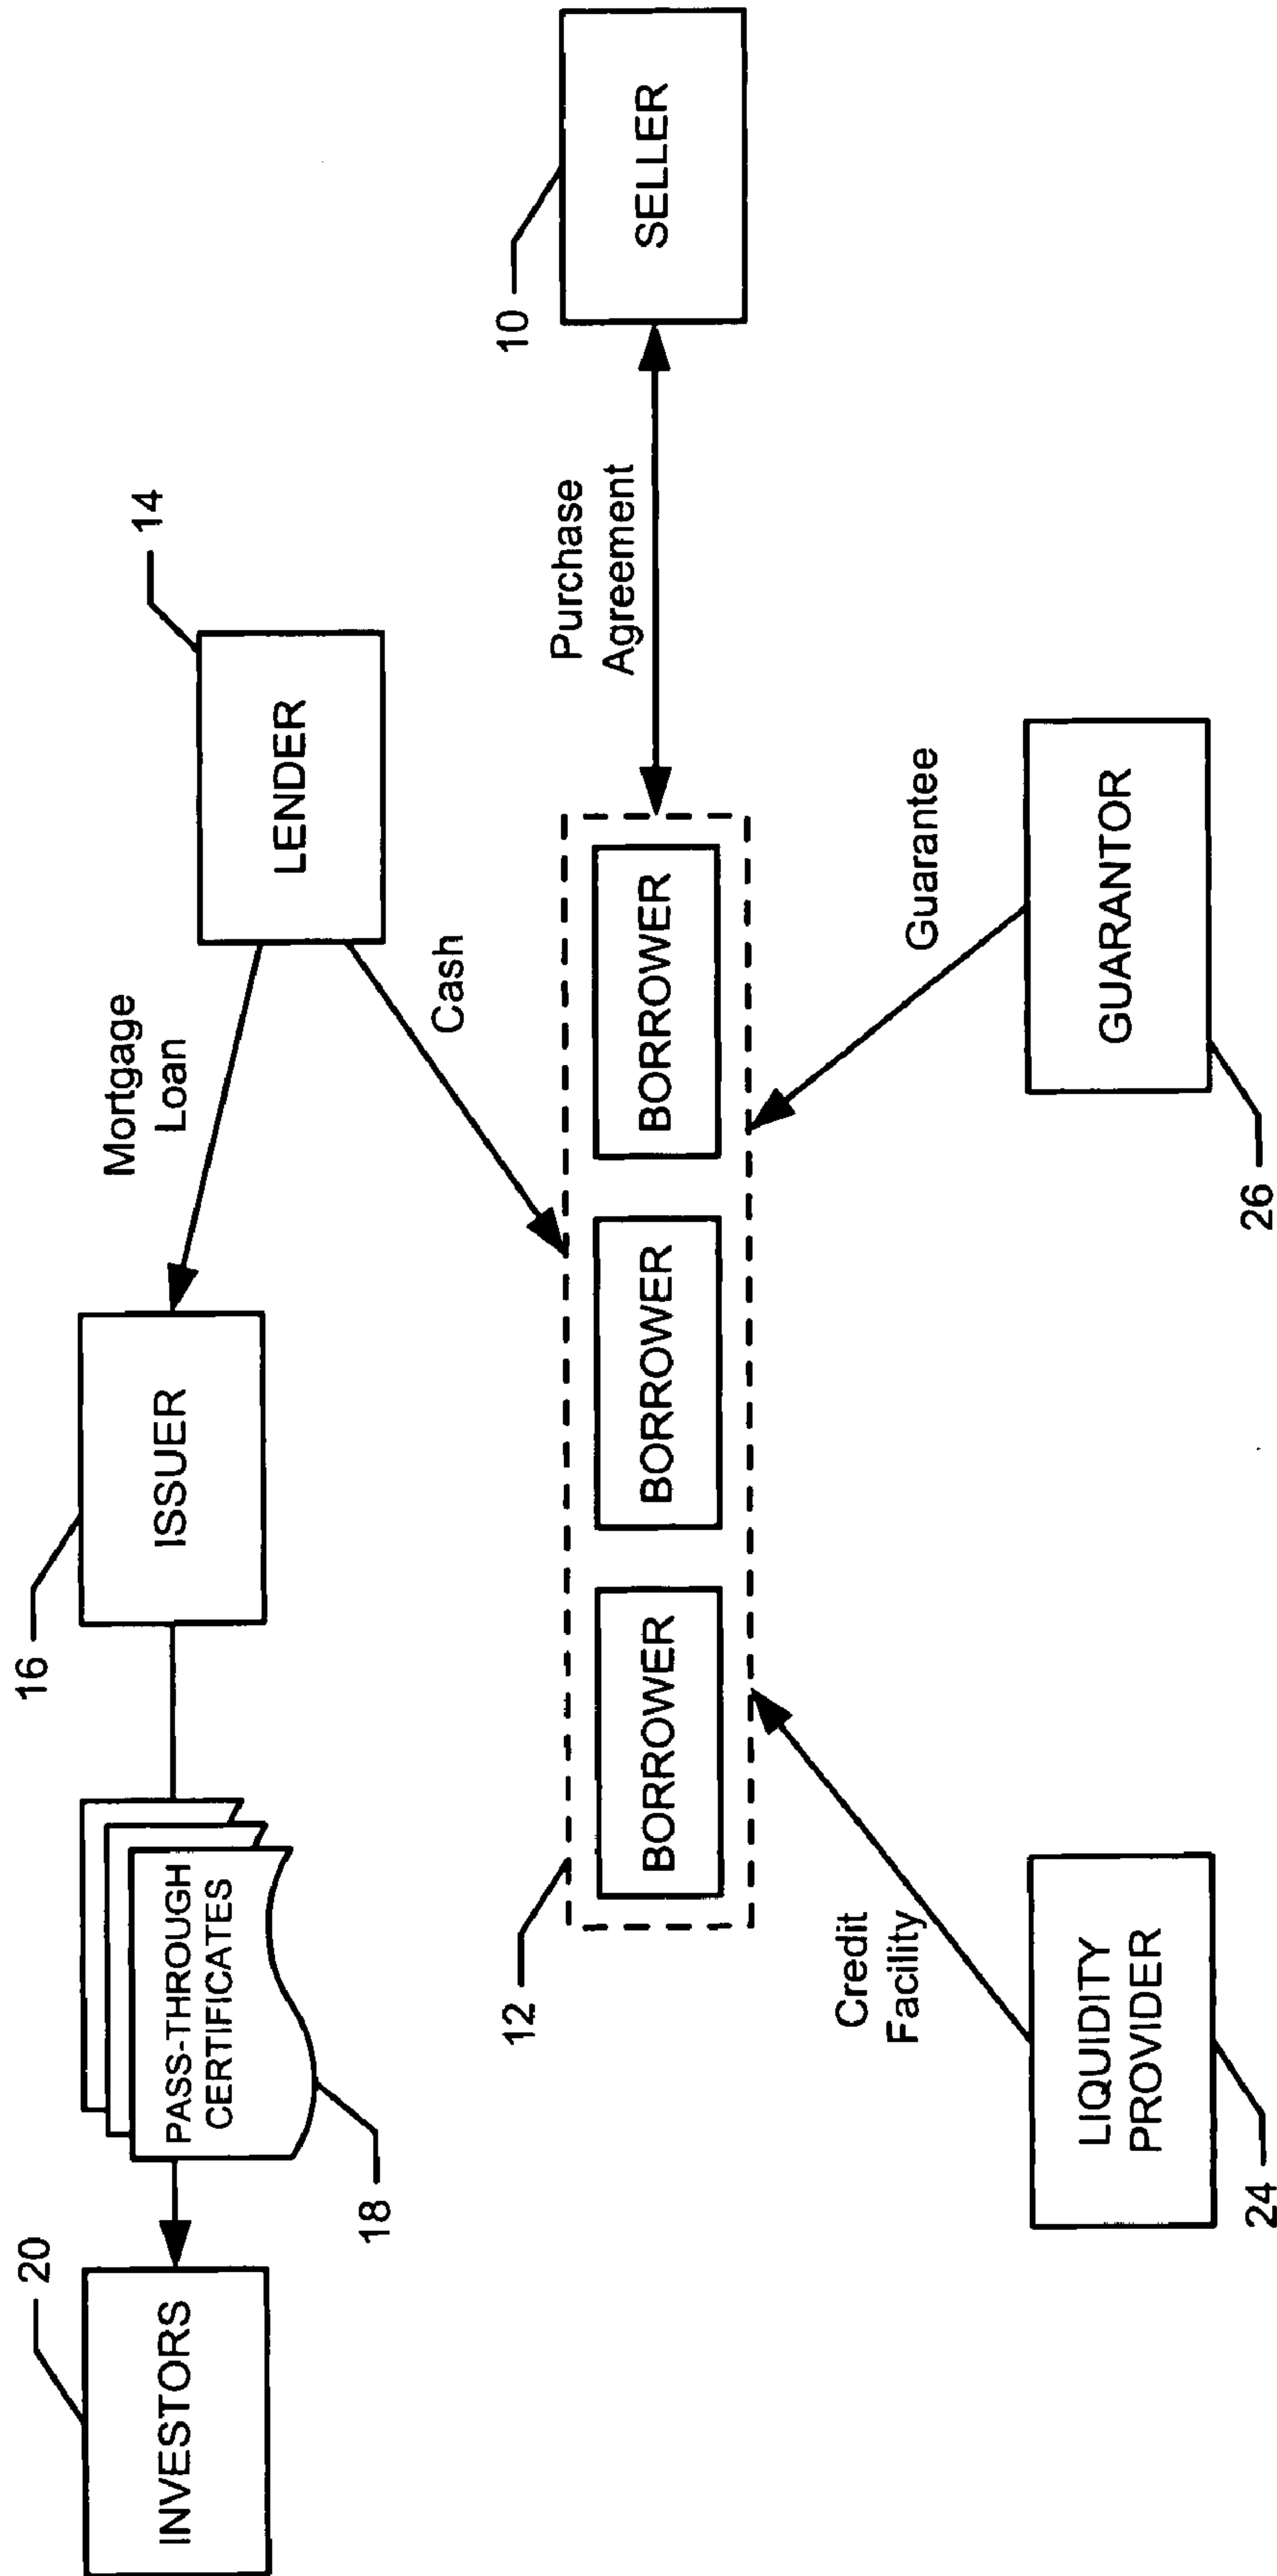 20
INVESTORS
PASS-THROUGH
CERTIFICATES
18
16
ISSUER
Mortgage
Loan
14
LENDER
Cash
12
BORROWER
BORROWER
BORROWER
Purchase
Agreement
10
SELLER
Credit
Facility
LIQUIDITY
PROVIDER
24
Guarantee
GUARANTOR
26